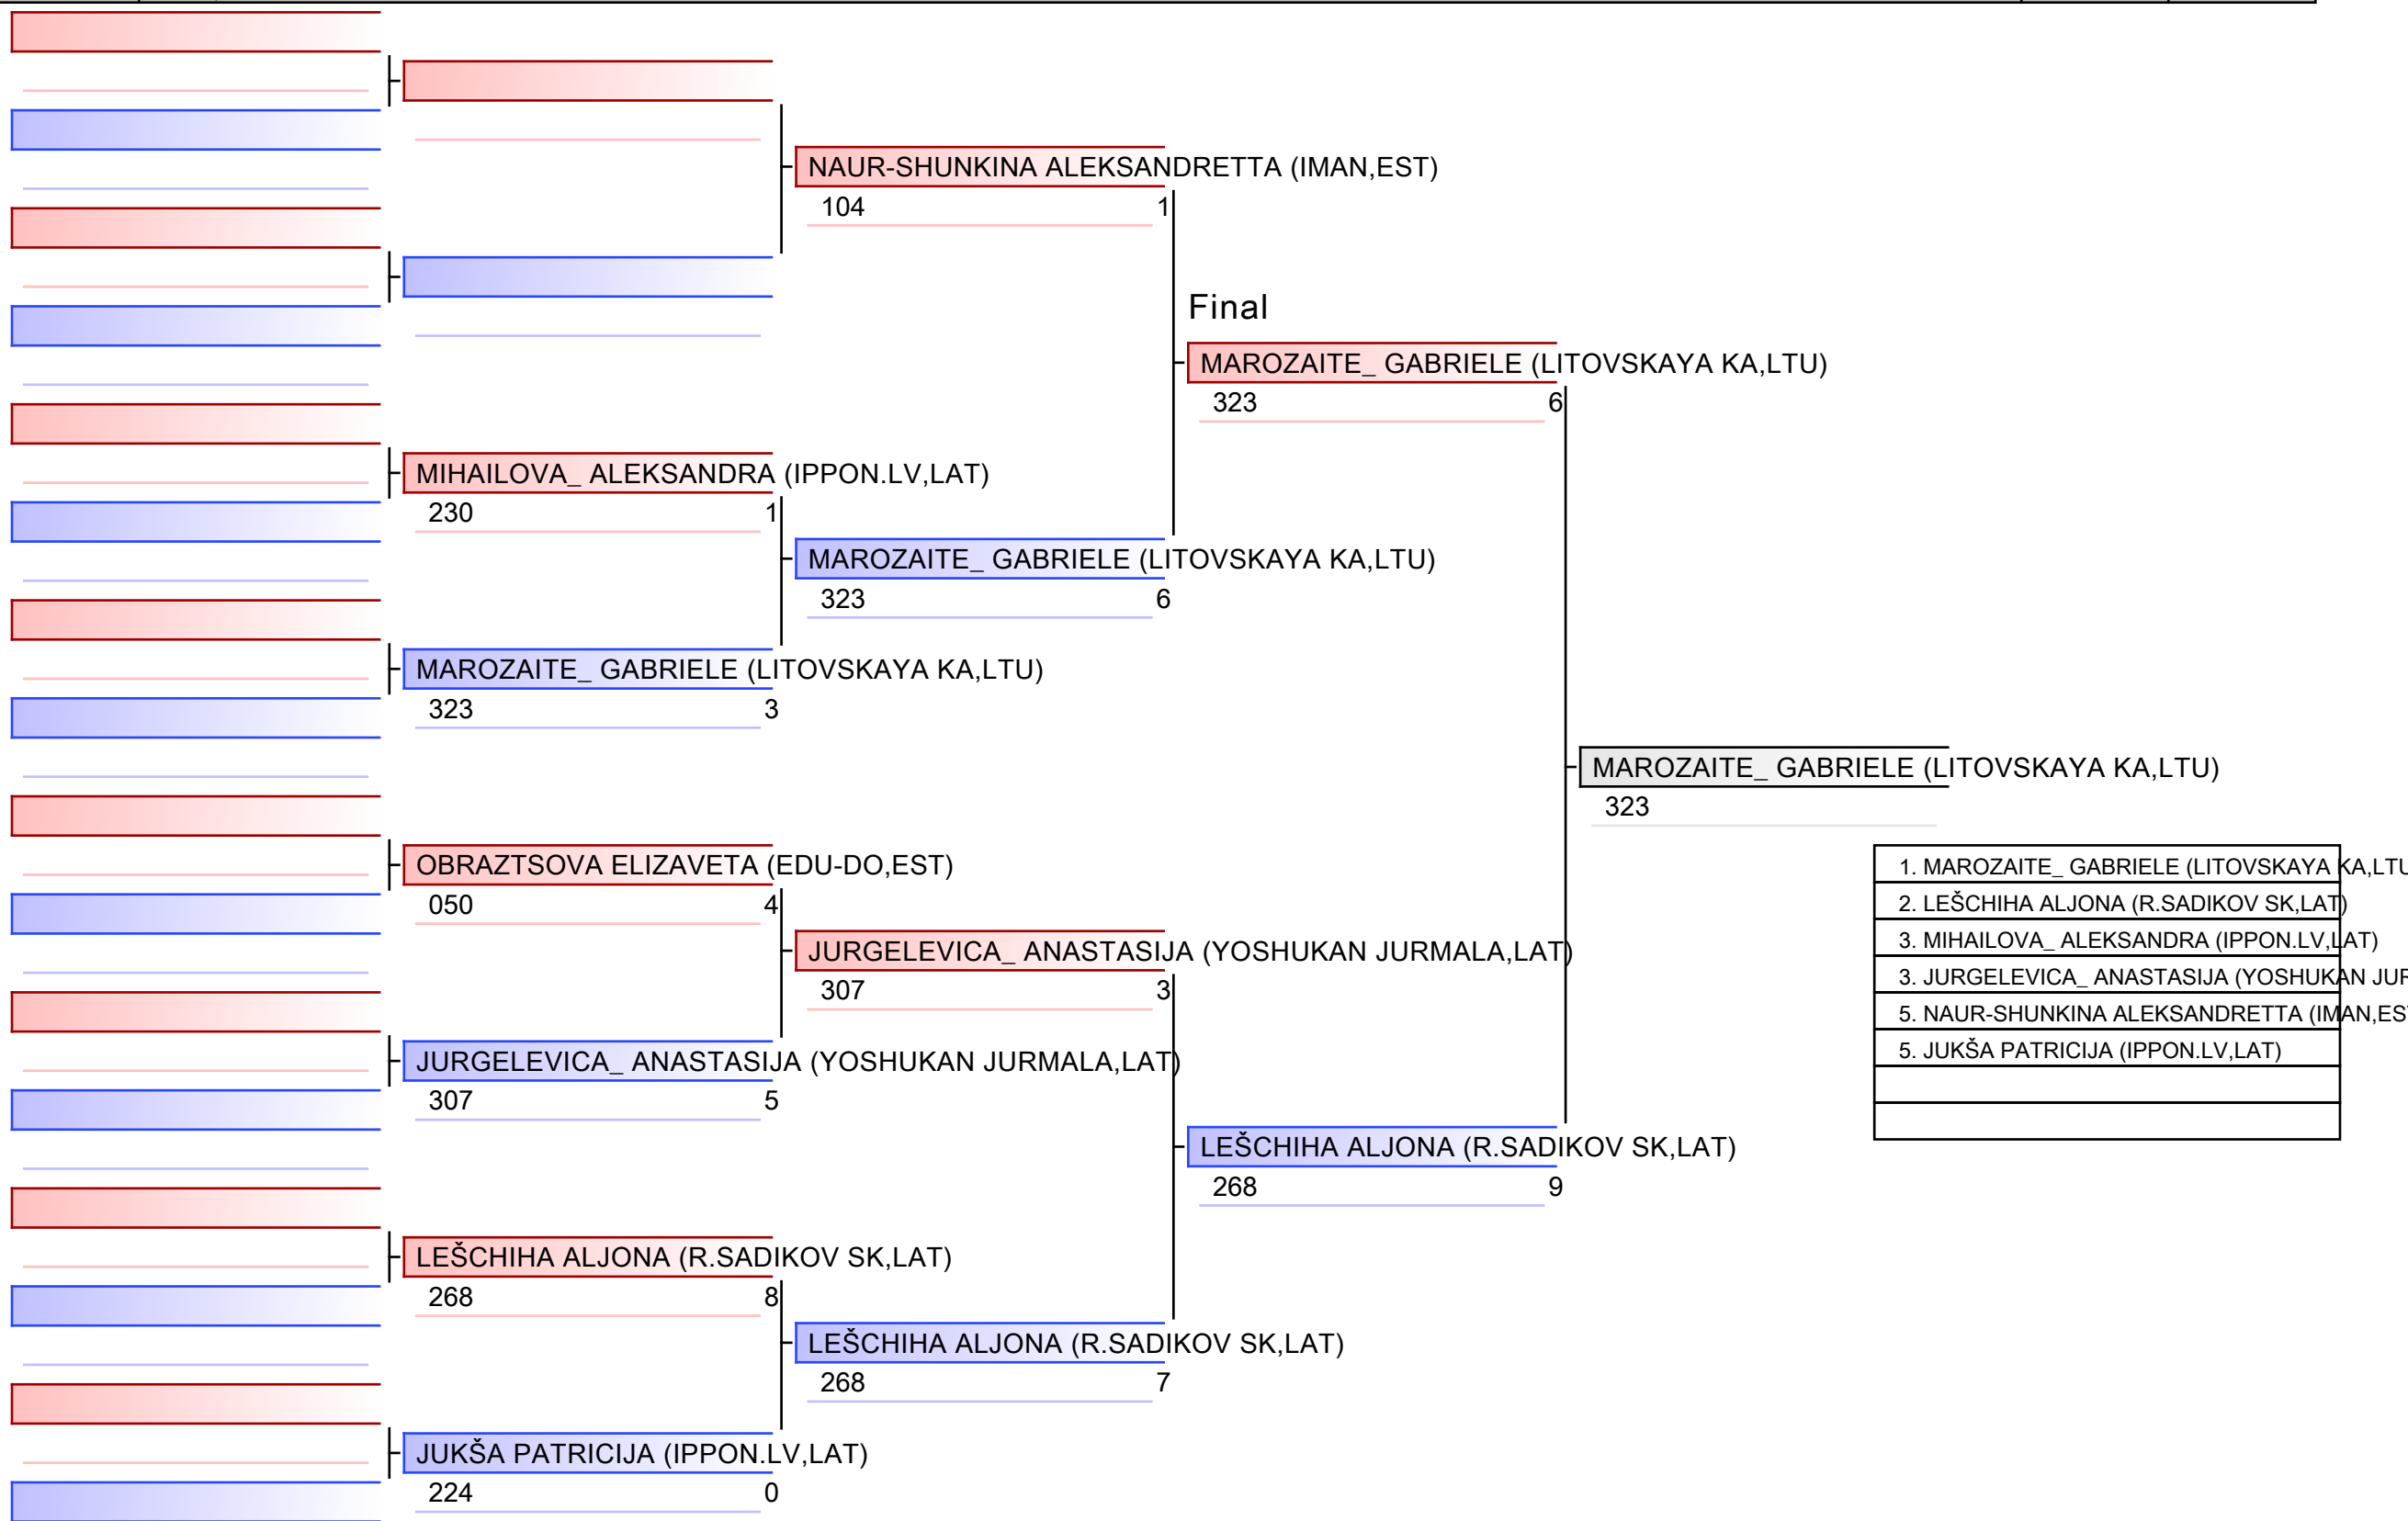 NAUR-SHUNKINA ALEKSANDRETTA (IMAN,EST)
104 1
Final
MAROZAITE_ GABRIELE (LITOVSKAYA KA,LTU)
323 6
MIHAILOVA_ ALEKSANDRA (IPPON.LV,LAT)
230 1
MAROZAITE_ GABRIELE (LITOVSKAYA KA,LTU)
323 6
MAROZAITE_ GABRIELE (LITOVSKAYA KA,LTU)
323 3
MAROZAITE_ GABRIELE (LITOVSKAYA KA,LTU)
323
OBRAZTSOVA ELIZAVETA (EDU-DO,EST)
050 4
JURGELEVICA_ ANASTASIJA (YOSHUKAN JURMALA,LAT)
307 3
JURGELEVICA_ ANASTASIJA (YOSHUKAN JURMALA,LAT)
307 5
LEŠCHIHA ALJONA (R.SADIKOV SK,LAT)
268 9
LEŠCHIHA ALJONA (R.SADIKOV SK,LAT)
268 8
LEŠCHIHA ALJONA (R.SADIKOV SK,LAT)
268 7
JUKŠA PATRICIJA (IPPON.LV,LAT)
224 0
1. MAROZAITE_ GABRIELE (LITOVSKAYA KA,LTU
2. LEŠCHIHA ALJONA (R.SADIKOV SK,LAT)
3. MIHAILOVA_ ALEKSANDRA (IPPON.LV,LAT)
3. JURGELEVICA_ ANASTASIJA (YOSHUKAN JUR
5. NAUR-SHUNKINA ALEKSANDRETTA (IMAN,EST
5. JUKŠA PATRICIJA (IPPON.LV,LAT)